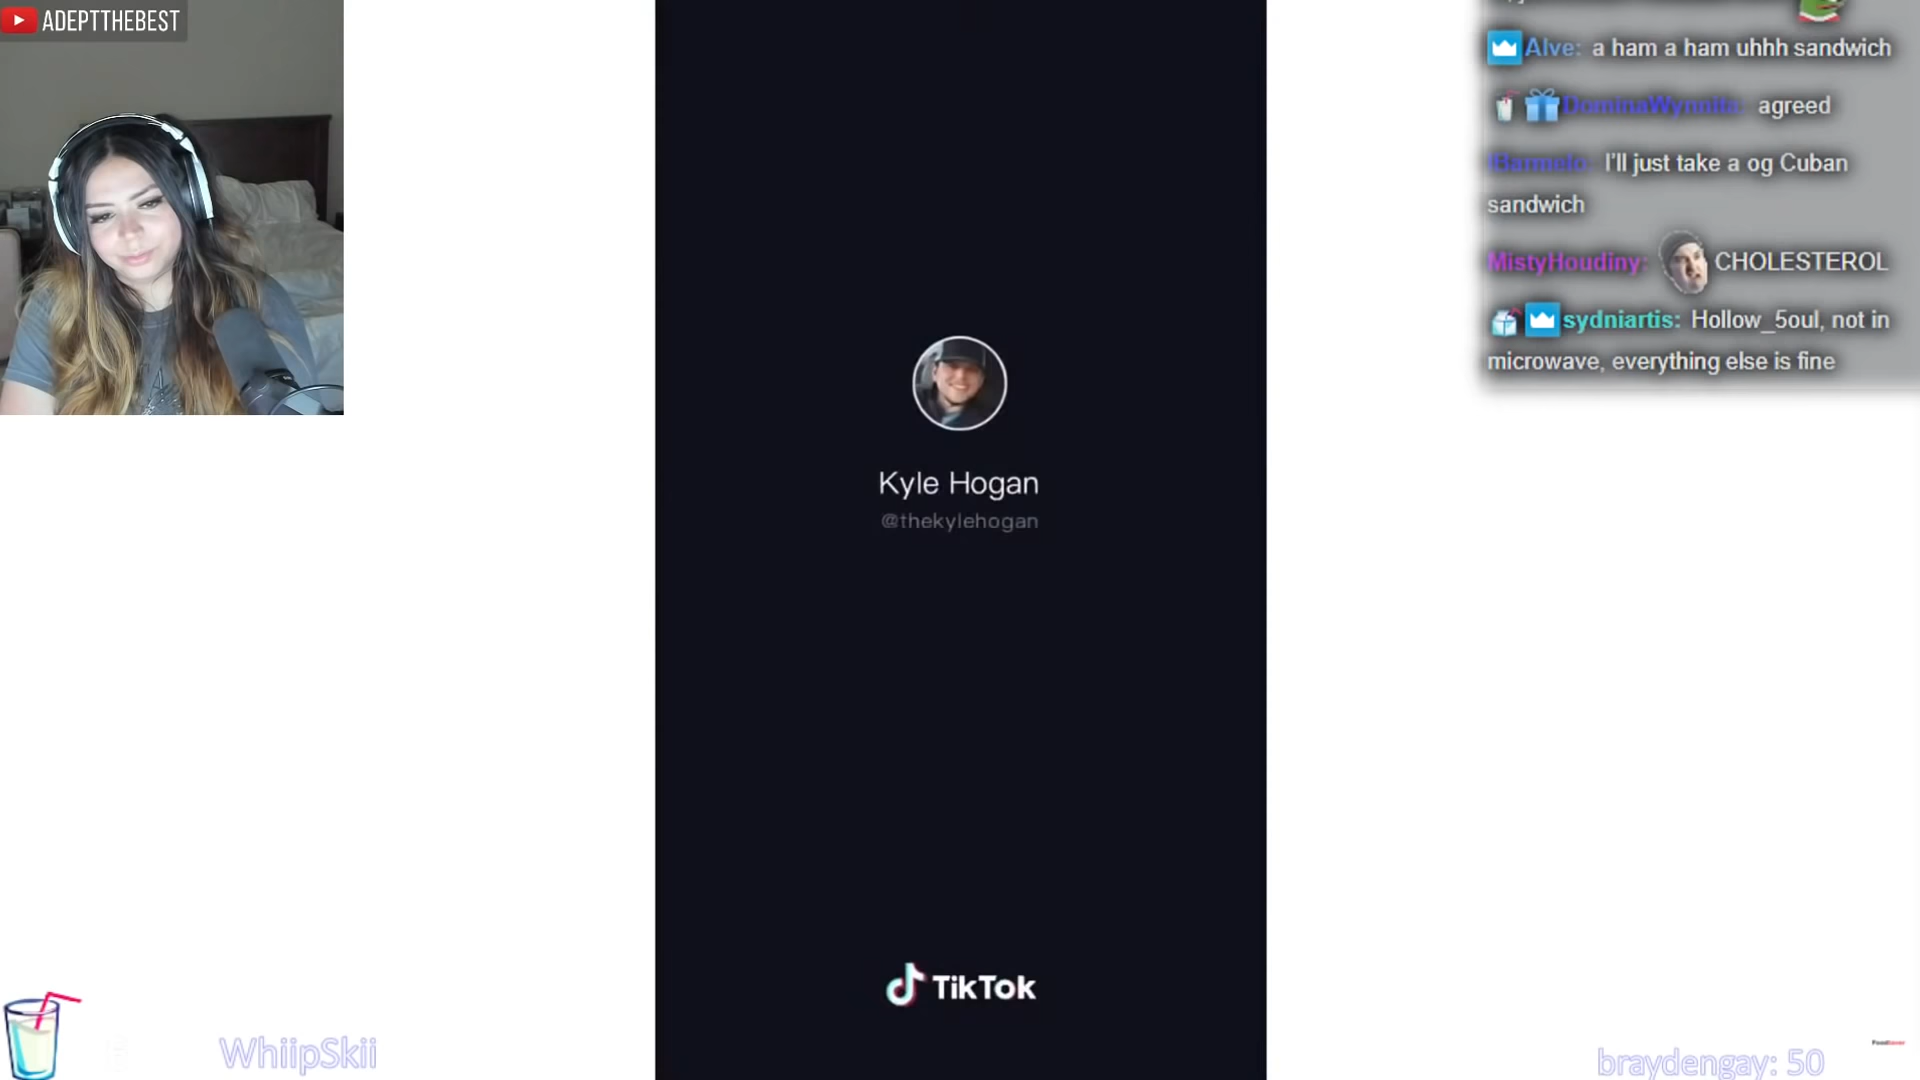 ADEPTTHEBEST
Alve: a ham a ham uhhh sandwich
agreed
I'll just take a og Cuban
sandwich
MistyHoudiny: CHOLESTEROL
sydniartis: Hollow_5oul, not in
microwave, everything else is fine
Kyle Hogan
@thekylehogan
TikTok
WhiipSkii
braydengay: 50